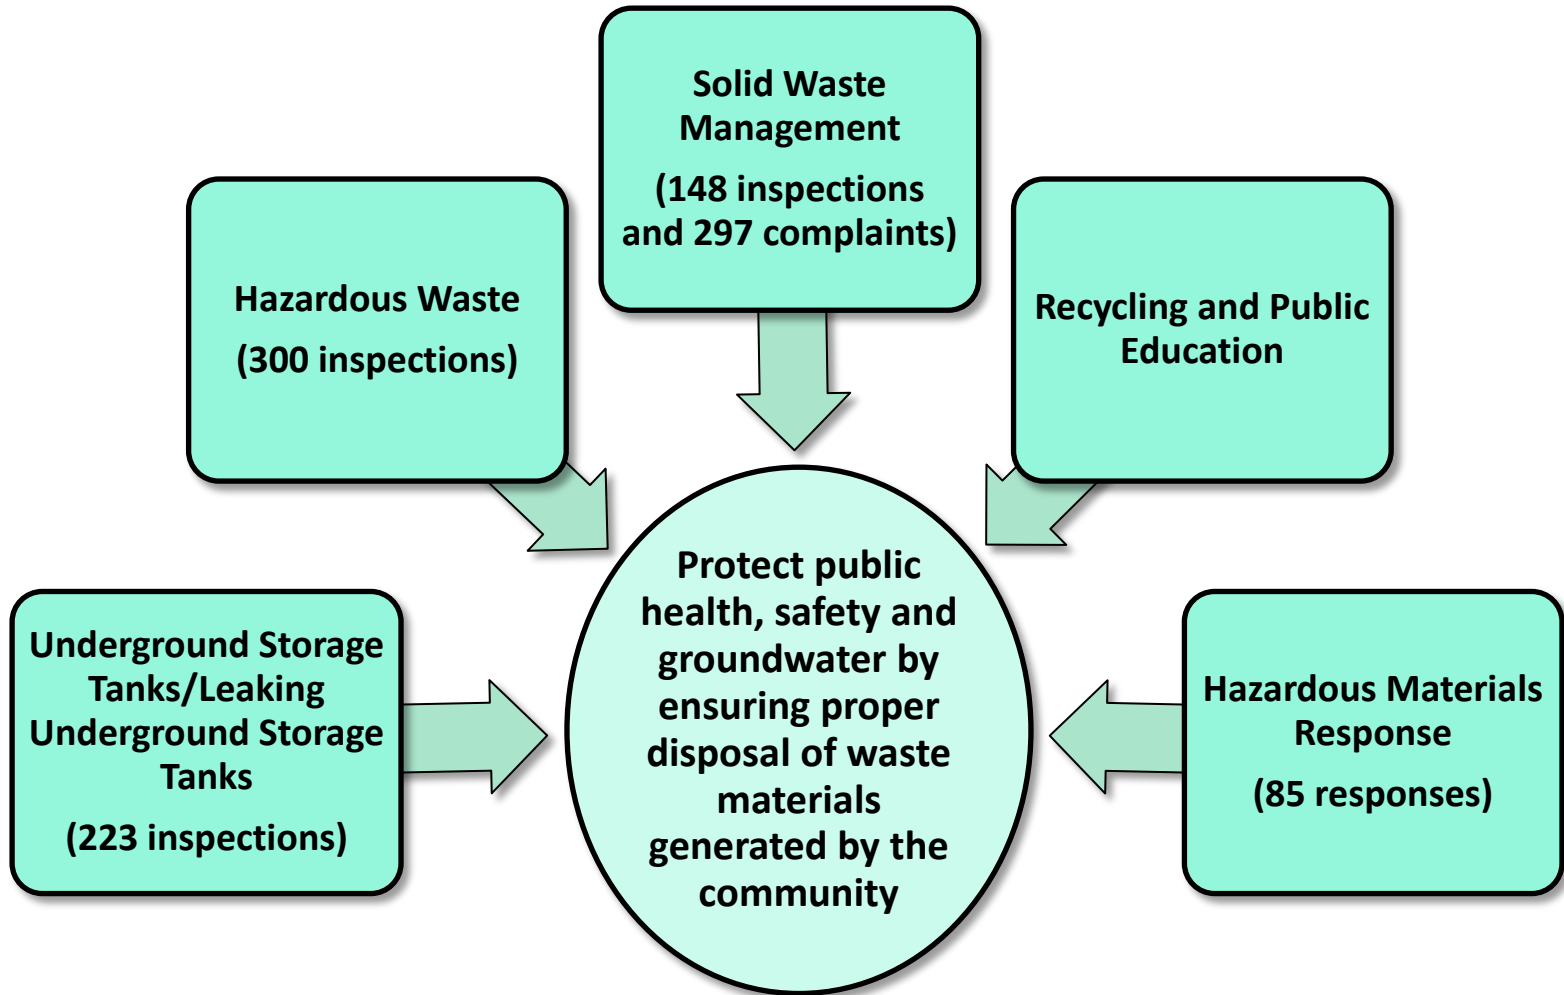 Solid Waste
Management
(148 inspections
and 297 complaints)
Hazardous Waste
(300 inspections)
Recycling and Public
Education
Underground Storage
Tanks/Leaking
Underground Storage
Tanks
(223 inspections)
Protect public
health, safety and
groundwater by
ensuring proper
disposal of waste
materials
generated by the
community
Hazardous Materials
Response
(85 responses)